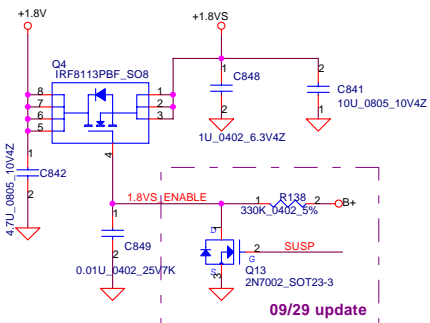 +1.8V
+1.8VS
Q4
IRF8113PBF_SO8
8
7
6
5
1
2
3
4
1
C848
2
1U_0402_6.3V4Z
2
C841
1
10U_0805_10V4Z
1
C842
2
4.7U_0805_10V4Z
1.8VS_ENABLE
1
R138
2
B+
330K_0402_5%
1
C849
2
0.01U_0402_25V7K
D
1
2
G
SUSP
S
3
Q13
2N7002_SOT23-3
09/29 update